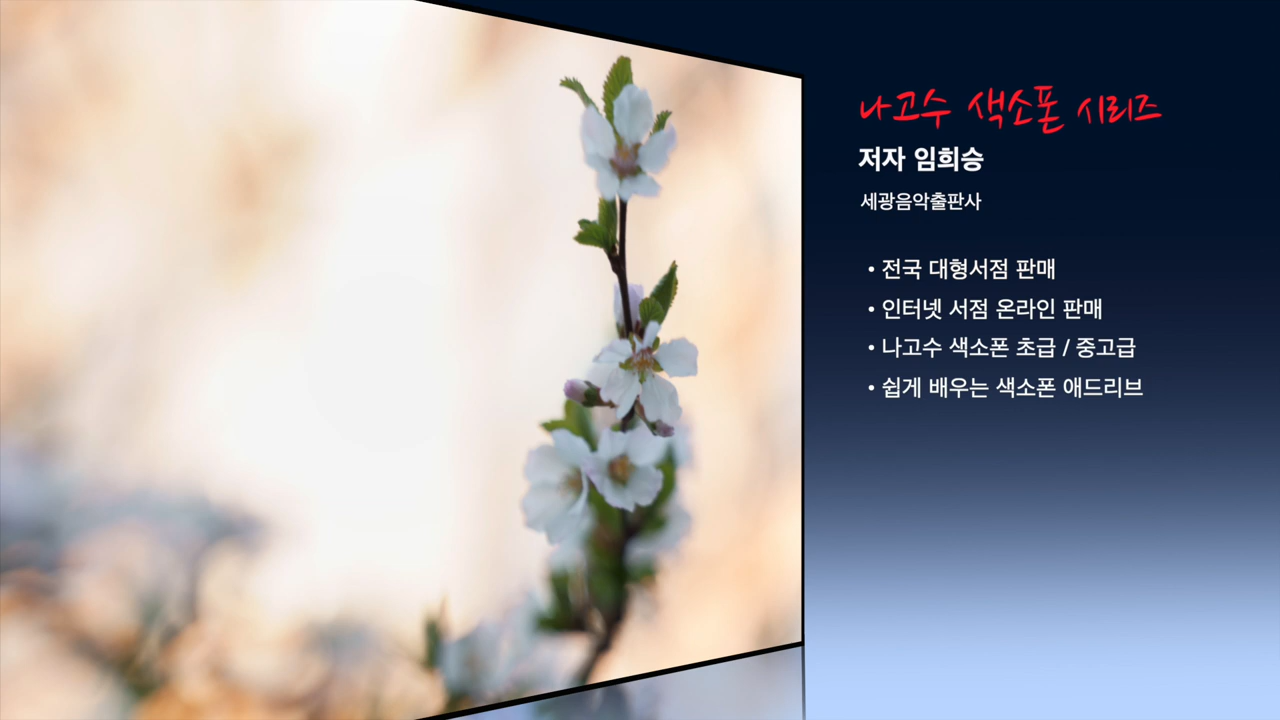 나고수 색소폰 시리즈
저자 임희승
세광음악출판사
• 전국 대형서점 판매
• 인터넷 서점 온라인 판매
• 나고수 색소폰 초급 / 중고급
• 쉽게 배우는 색소폰 애드리브